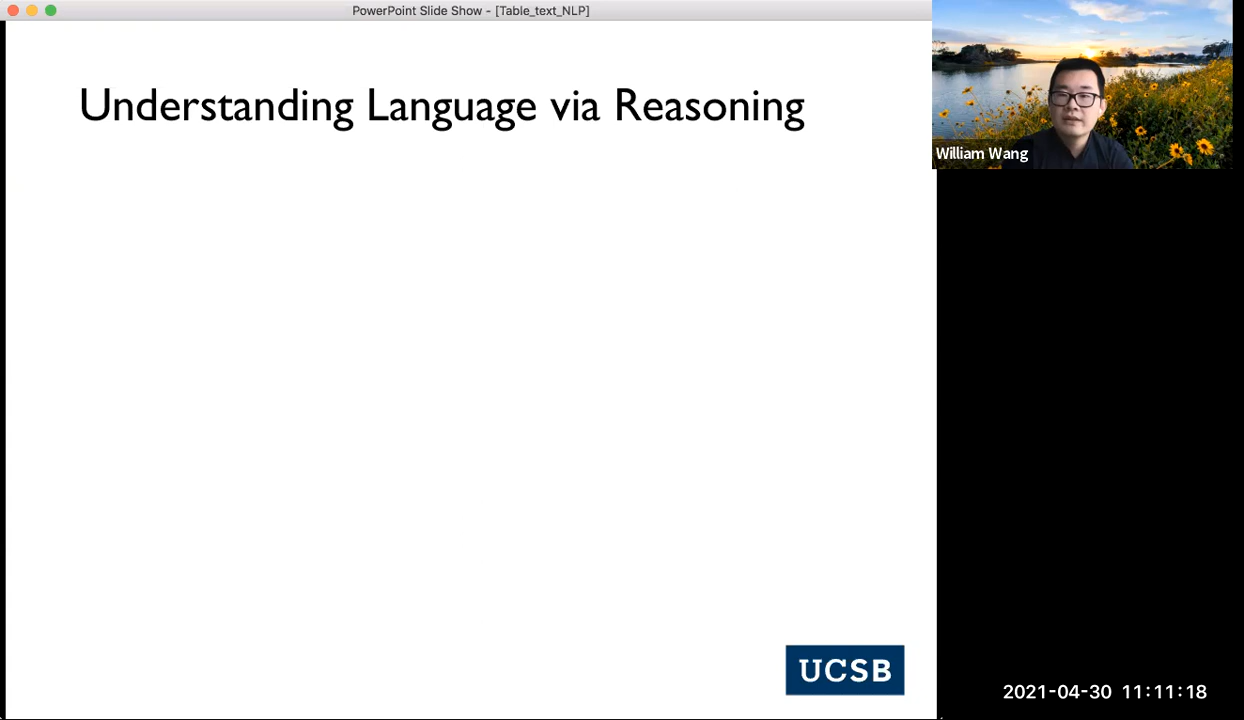 PowerPoint Slide Show - [Table_text_NLP]
Understanding Language via Reasoning
William Wang
UCSB
2021-04-30 11:11:18